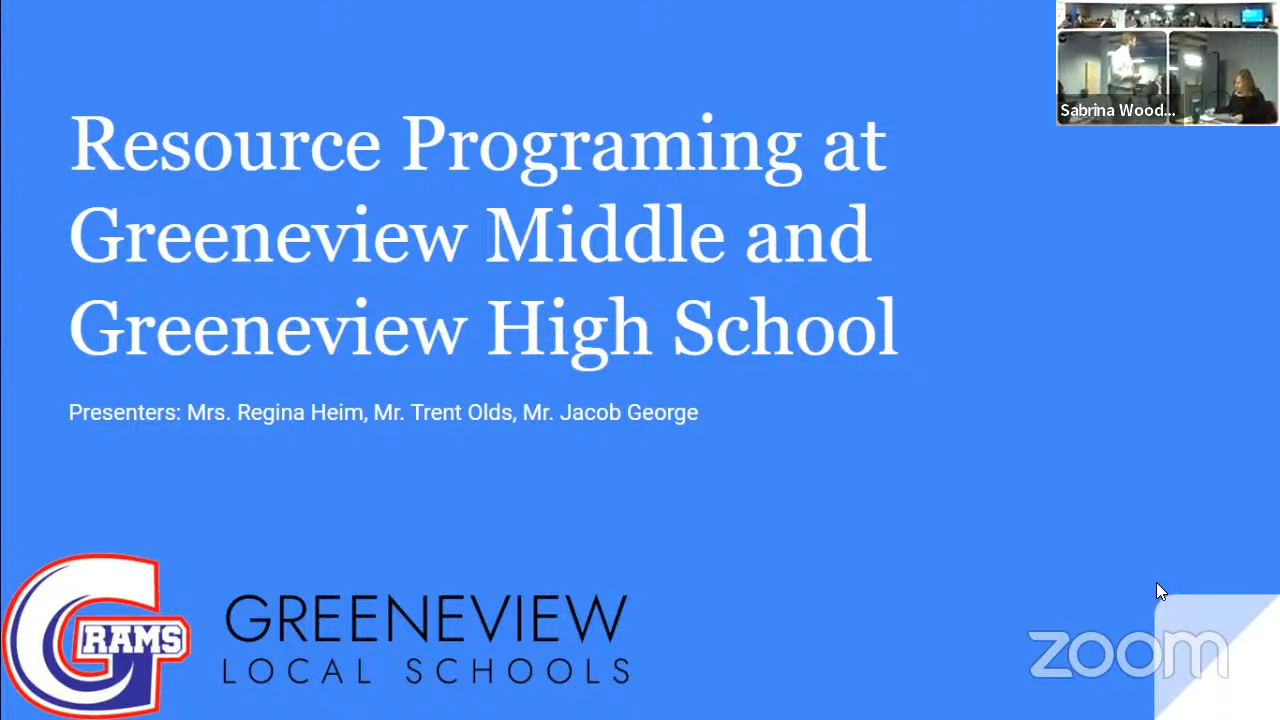 Sabrina Wood...
Resource Programing at
Greeneview Middle and
Greeneview High School
Presenters: Mrs. Regina Heim, Mr. Trent Olds, Mr. Jacob George
G RAMS
GREENEVIEW
LOCAL SCHOOLS
zoom